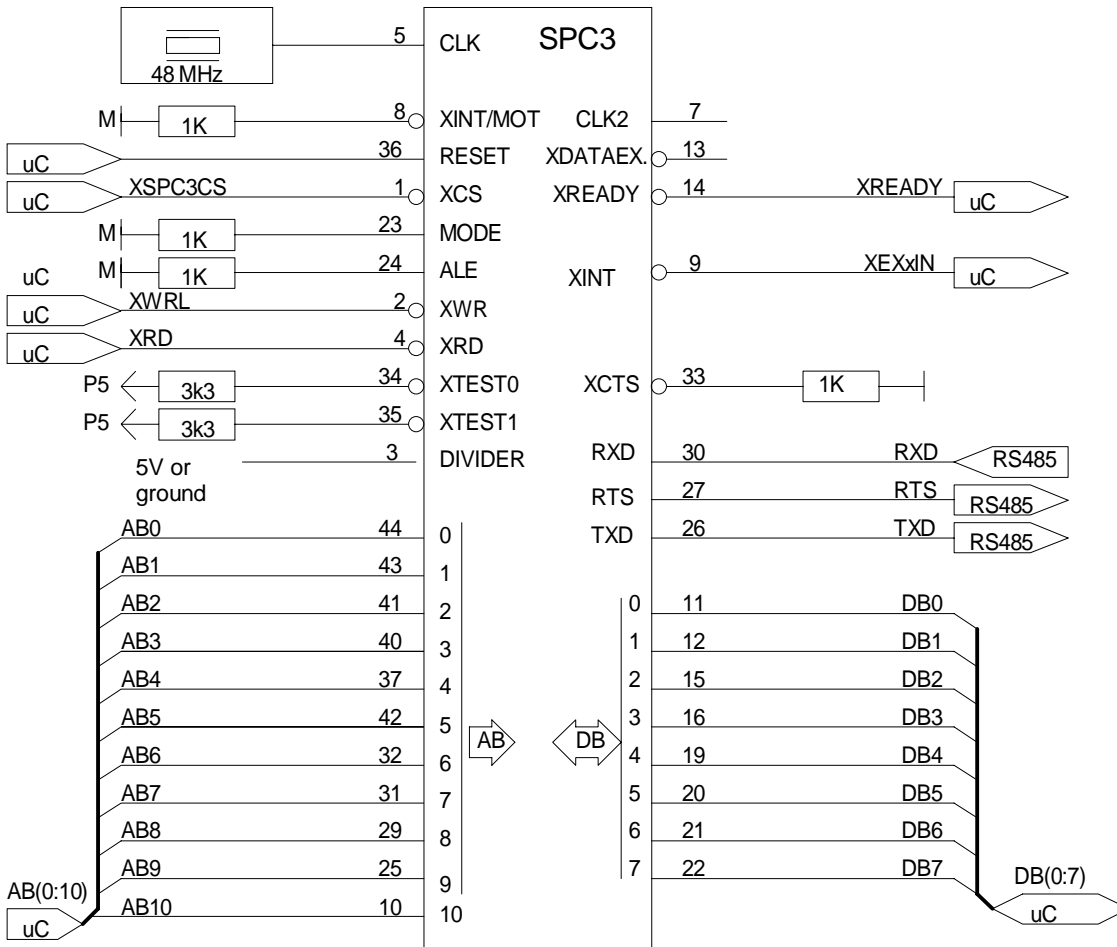 5 CLK SPC3
48 MHz
M 1K 8 XINT/MOT CLK2 7
uC 36 RESET XDATAEX. 13
uC XSPC3CS 1 XCS XREADY 14 XREADY uC
M 1K 23 MODE
uC M 1K 24 ALE XINT 9 XEXxIN uC
uC XWRL 2 XWR
uC XRD 4 XRD
P5 3k3 34 XTEST0 XCTS 33 1K
P5 3k3 35 XTEST1
5V or ground 3 DIVIDER RXD 30 RXD RS485
RTS 27 RTS RS485
AB0 44 0 TXD 26 TXD RS485
AB1 43 1
AB2 41 2 0 11 DB0
AB3 40 3 1 12 DB1
AB4 37 4 2 15 DB2
AB5 42 5 AB DB 3 16 DB3
AB6 32 6 4 19 DB4
AB7 31 7 5 20 DB5
AB8 29 8 6 21 DB6
AB9 25 9 7 22 DB7
AB(0:10) DB(0:7)
uC AB10 10 10 uC